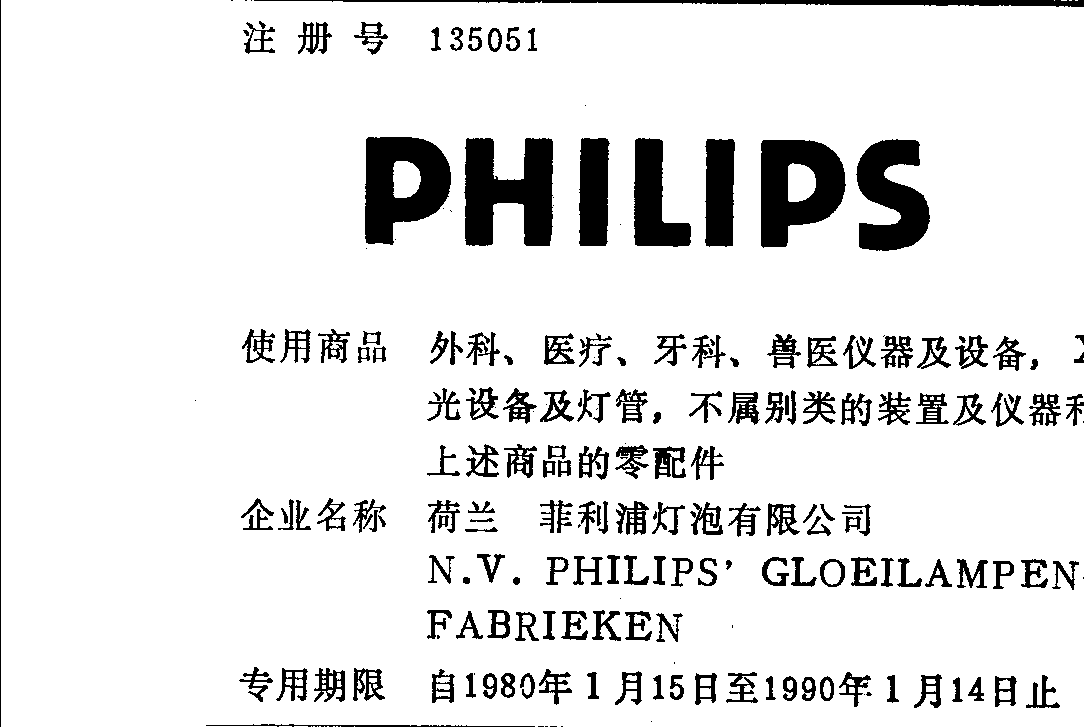 注册号 135051
PHILIPS
使用商品 外科、医疗、牙科、兽医仪器及设备，X
光设备及灯管，不属别类的装置及仪器和
上述商品的零配件
企业名称 荷兰 菲利浦灯泡有限公司
N.V. PHILIPS' GLOEILAMPEN-
FABRIEKEN
专用期限 自1980年1月15日至1990年1月14日止